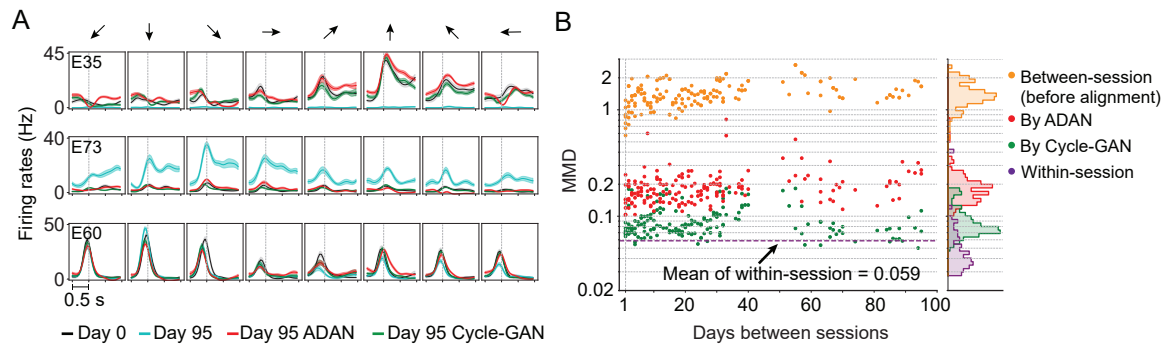 A
B
Firing rates (Hz)
E35
45
0
E73
40
0
E60
50
0
0.5 s
Day 0
Day 95
Day 95 ADAN
Day 95 Cycle-GAN
MMD
2
1
0.2
0.1
0.02
Mean of within-session = 0.059
1
20
40
60
80
100
Days between sessions
Between-session
(before alignment)
By ADAN
By Cycle-GAN
Within-session